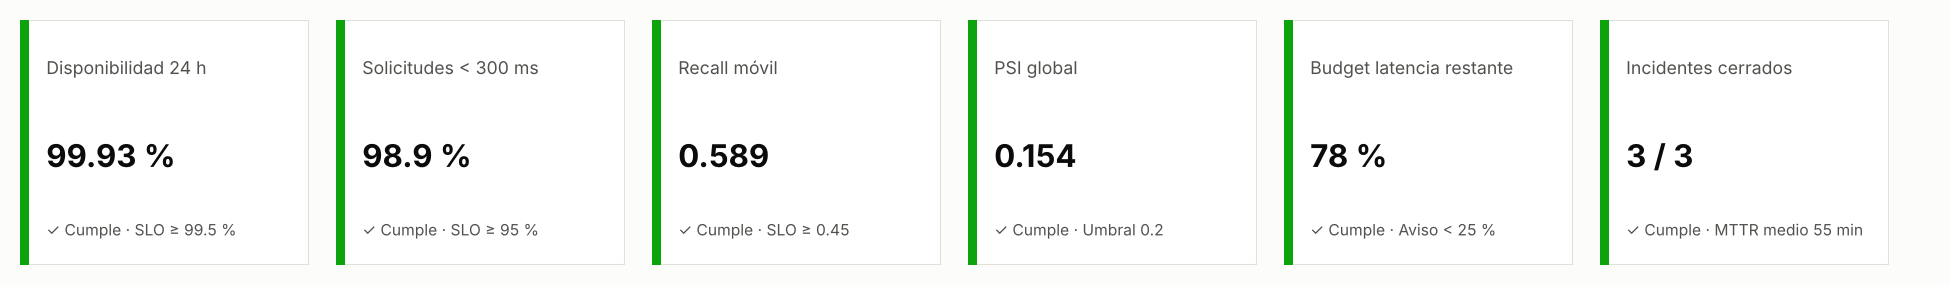 Disponibilidad 24 h
99.93 %
✓ Cumple · SLO ≥ 99.5 %
Solicitudes < 300 ms
98.9 %
✓ Cumple · SLO ≥ 95 %
Recall móvil
0.589
✓ Cumple · SLO ≥ 0.45
PSI global
0.154
✓ Cumple · Umbral 0.2
Budget latencia restante
78 %
✓ Cumple · Aviso < 25 %
Incidentes cerrados
3 / 3
✓ Cumple · MTTR medio 55 min